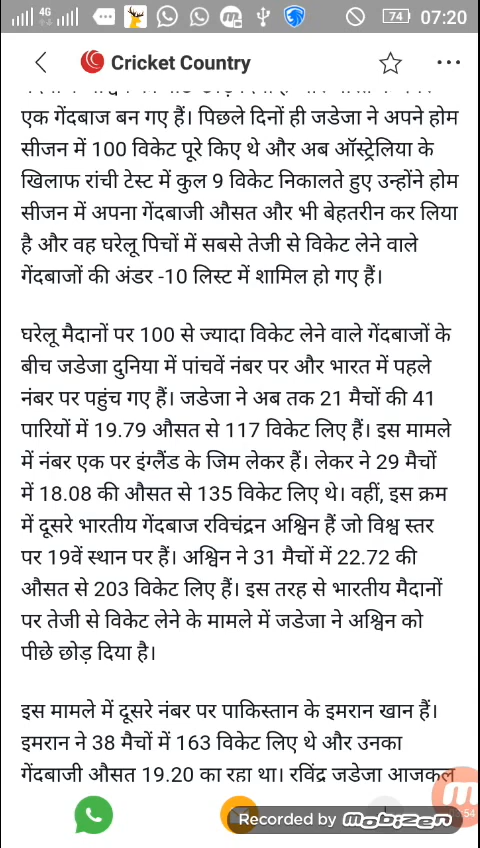 4G
74
07:20
Cricket Country
एक गेंदबाज बन गए हैं। पिछले दिनों ही जडेजा ने अपने होम
सीजन में 100 विकेट पूरे किए थे और अब ऑस्ट्रेलिया के
खिलाफ रांची टेस्ट में कुल 9 विकेट निकालते हुए उन्होंने होम
सीजन में अपना गेंदबाजी औसत और भी बेहतरीन कर लिया
है और वह घरेलू पिचों में सबसे तेजी से विकेट लेने वाले
गेंदबाजों की अंडर -10 लिस्ट में शामिल हो गए हैं।
घरेलू मैदानों पर 100 से ज्यादा विकेट लेने वाले गेंदबाजों के
बीच जडेजा दुनिया में पांचवें नंबर पर और भारत में पहले
नंबर पर पहुंच गए हैं। जडेजा ने अब तक 21 मैचों की 41
पारियों में 19.79 औसत से 117 विकेट लिए हैं। इस मामले
में नंबर एक पर इंग्लैंड के जिम लेकर हैं। लेकर ने 29 मैचों
में 18.08 की औसत से 135 विकेट लिए थे। वहीं, इस क्रम
में दूसरे भारतीय गेंदबाज रविचंद्रन अश्विन हैं जो विश्व स्तर
पर 19वें स्थान पर हैं। अश्विन ने 31 मैचों में 22.72 की
औसत से 203 विकेट लिए हैं। इस तरह से भारतीय मैदानों
पर तेजी से विकेट लेने के मामले में जडेजा ने अश्विन को
पीछे छोड़ दिया है।
इस मामले में दूसरे नंबर पर पाकिस्तान के इमरान खान हैं।
इमरान ने 38 मैचों में 163 विकेट लिए थे और उनका
गेंदबाजी औसत 19.20 का रहा था। रविंद्र जडेजा आजकल
Recorded by mobizen